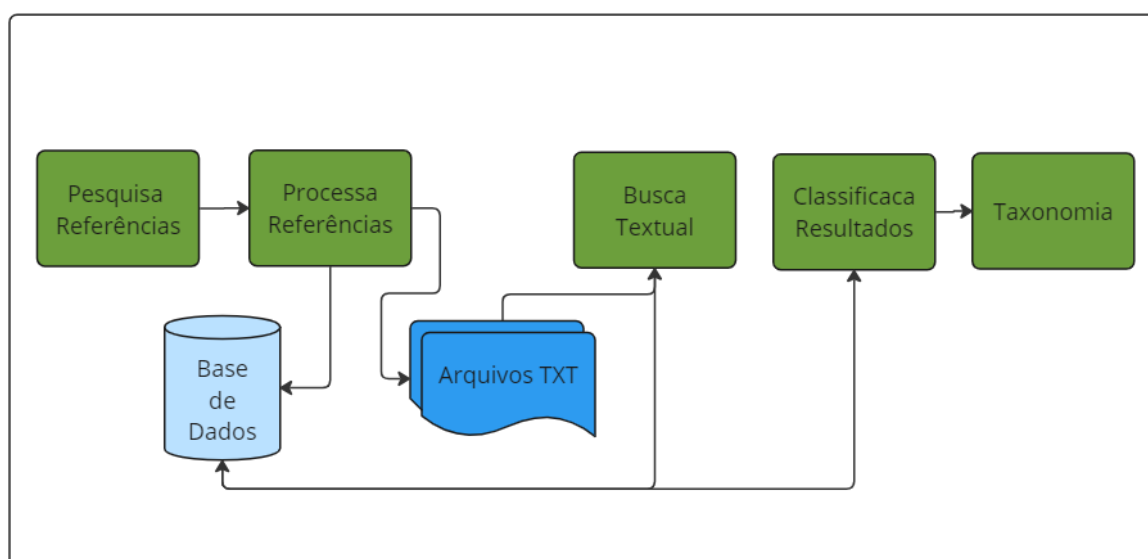 Pesquisa
Referências
Processa
Referências
Busca
Textual
Classificaca
Resultados
Taxonomia
Base
de
Dados
Arquivos TXT